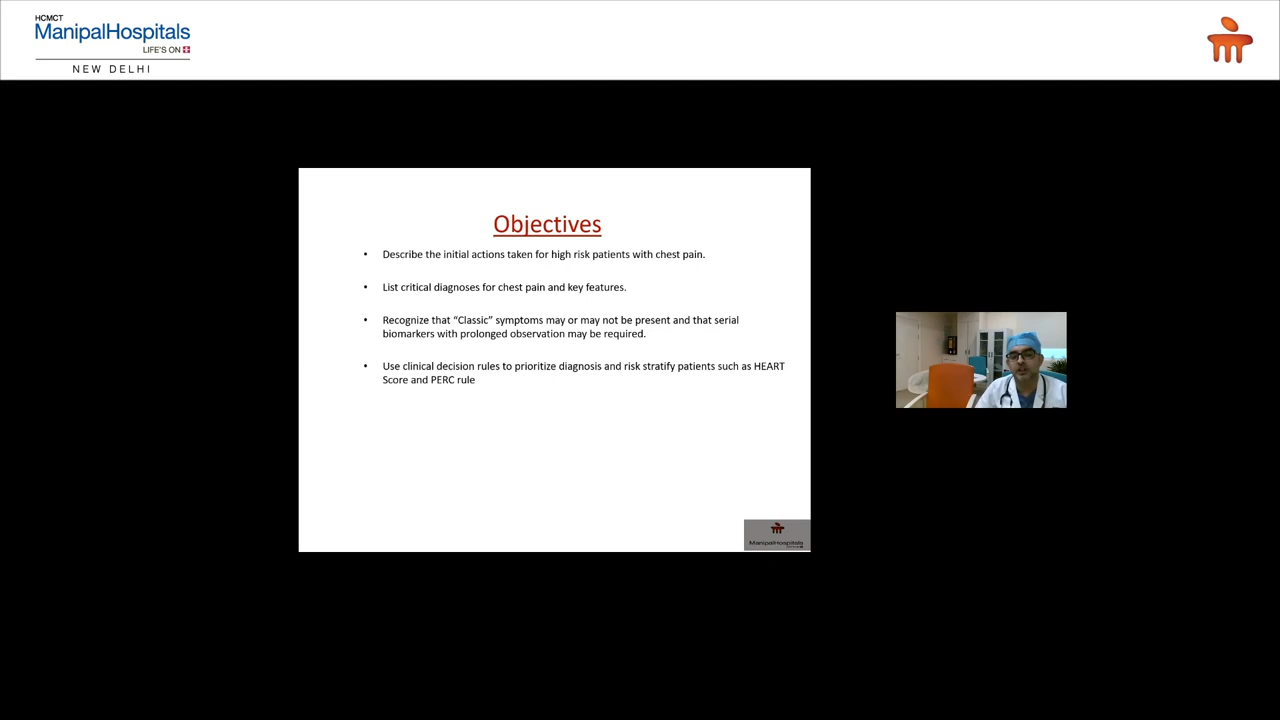 HCMCT
ManipalHospitals
LIFE'S ON
NEW DELHI
Objectives
• Describe the initial actions taken for high risk patients with chest pain.
• List critical diagnoses for chest pain and key features.
• Recognize that “Classic” symptoms may or may not be present and that serial
biomarkers with prolonged observation may be required.
• Use clinical decision rules to prioritize diagnosis and risk stratify patients such as HEART
Score and PERC rule
ManipalHospitals